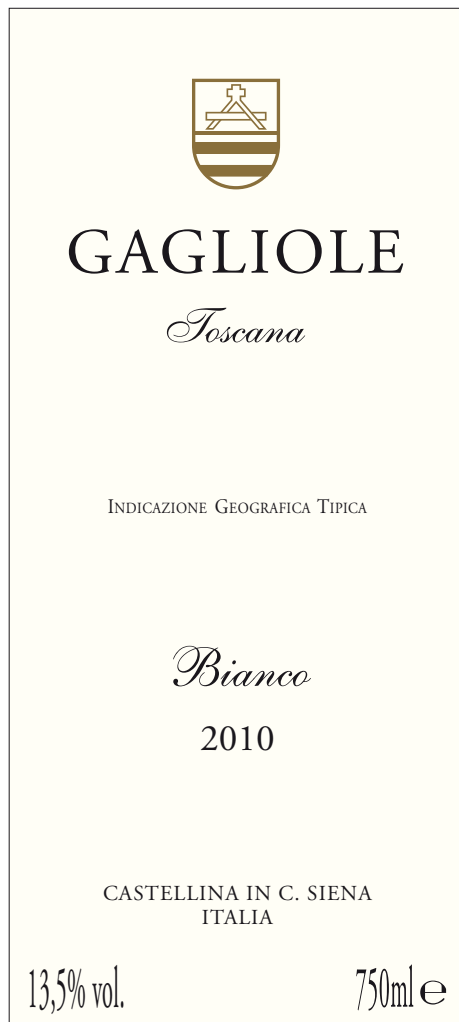 GAGLIOLE
Toscana
INDICAZIONE GEOGRAFICA TIPICA
Bianco
2010
CASTELLINA IN C. SIENA
ITALIA
13,5% vol. 750ml ℮